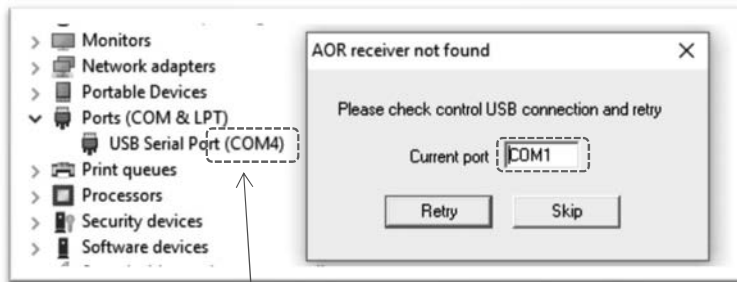 Monitors
Network adapters
Portable Devices
Ports (COM & LPT)
USB Serial Port (COM4)
Print queues
Processors
Security devices
Software devices
AOR receiver not found
Please check control USB connection and retry
Current port COM1
Retry Skip